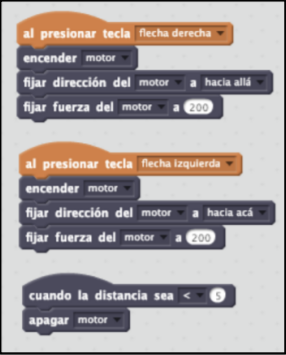 al presionar tecla flecha derecha
encender motor
fijar dirección del motor a hacia allá
fijar fuerza del motor a 200
al presionar tecla flecha izquierda
encender motor
fijar dirección del motor a hacia acá
fijar fuerza del motor a 200
cuando la distancia sea < 5
apagar motor